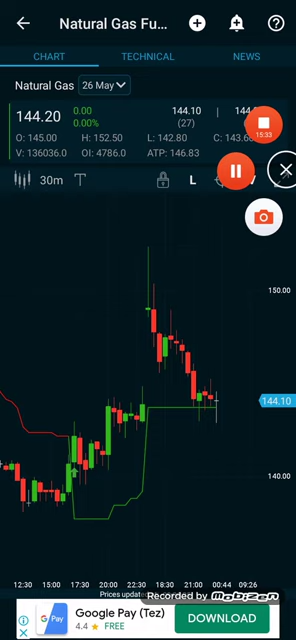 Natural Gas Fu...
CHART TECHNICAL NEWS
Natural Gas 26 May
144.20 0.00 144.10
0.00% (27)
O: 145.00 H: 152.50 L: 142.80
V: 136036.0 OI: 4786.0 ATP: 146.83
15:33
30m T L
150.00
144.10
140.00
12:30 15:00 17:30 20:00 22:30 18:30 21:00 00:44 09:26
Recorded by MOBIZEN
Google Pay (Tez)
4.4 ★ FREE
G Pay
DOWNLOAD